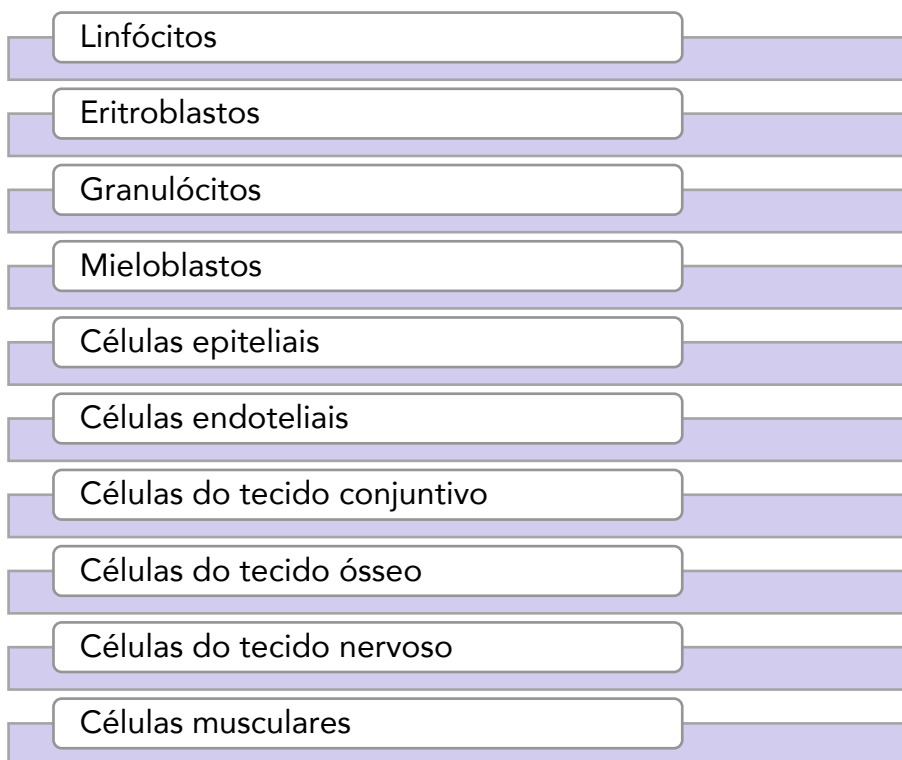 Linfócitos
Eritroblastos
Granulócitos
Mieloblastos
Células epiteliais
Células endoteliais
Células do tecido conjuntivo
Células do tecido ósseo
Células do tecido nervoso
Células musculares